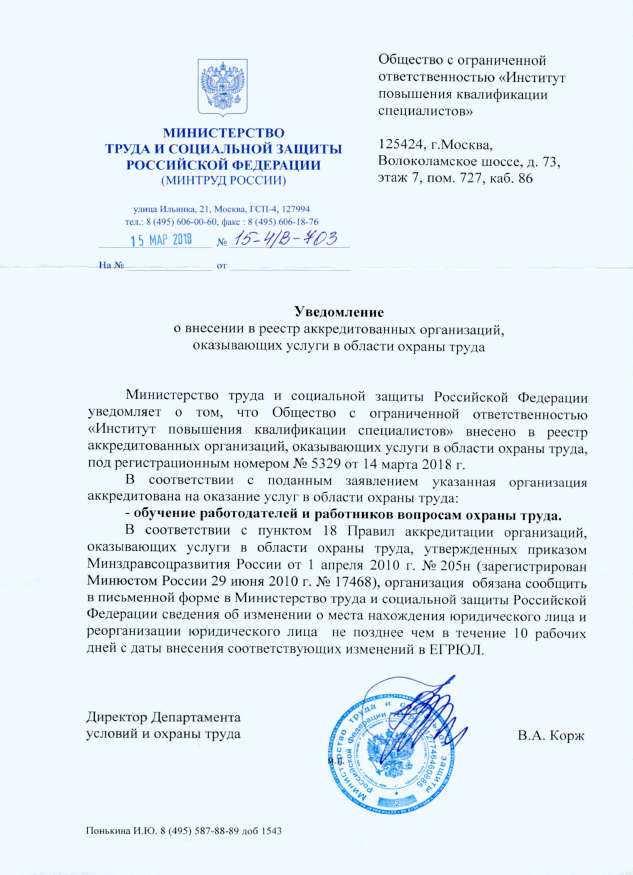 МИНИСТЕРСТВО
ТРУДА И СОЦИАЛЬНОЙ ЗАЩИТЫ
РОССИЙСКОЙ ФЕДЕРАЦИИ
(МИНТРУД РОССИИ)
улица Ильинка, 21, Москва, ГСП-4, 127994
тел.: 8 (495) 606-00-60, факс : 8 (495) 606-18-76
15 МАР 2018 № 15-4/В-703
На № от
Общество с ограниченной
ответственностью «Институт
повышения квалификации
специалистов»
125424, г.Москва,
Волоколамское шоссе, д. 73,
этаж 7, пом. 727, каб. 86
Уведомление
о внесении в реестр аккредитованных организаций,
оказывающих услуги в области охраны труда
Министерство труда и социальной защиты Российской Федерации
уведомляет о том, что Общество с ограниченной ответственностью
«Институт повышения квалификации специалистов» внесено в реестр
аккредитованных организаций, оказывающих услуги в области охраны труда,
под регистрационным номером № 5329 от 14 марта 2018 г.
В соответствии с поданным заявлением указанная организация
аккредитована на оказание услуг в области охраны труда:
- обучение работодателей и работников вопросам охраны труда.
В соответствии с пунктом 18 Правил аккредитации организаций,
оказывающих услуги в области охраны труда, утвержденных приказом
Минздравсоцразвития России от 1 апреля 2010 г. № 205н (зарегистрирован
Минюстом России 29 июня 2010 г. № 17468), организация обязана сообщить
в письменной форме в Министерство труда и социальной защиты Российской
Федерации сведения об изменении о места нахождения юридического лица и
реорганизации юридического лица не позднее чем в течение 10 рабочих
дней с даты внесения соответствующих изменений в ЕГРЮЛ.
Директор Департамента
условий и охраны труда
В.А. Корж
М.П.
Министерство труда и социальной защиты
Российской Федерации
2
Понькина И.Ю. 8 (495) 587-88-89 доб 1543